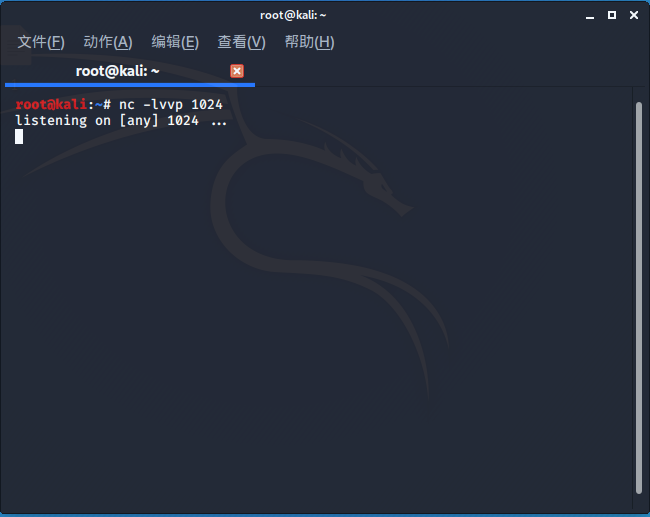 root@kali: ~
文件(F) 动作(A) 编辑(E) 查看(V) 帮助(H)
root@kali: ~
root@kali:~# nc -lvvp 1024
listening on [any] 1024 ...